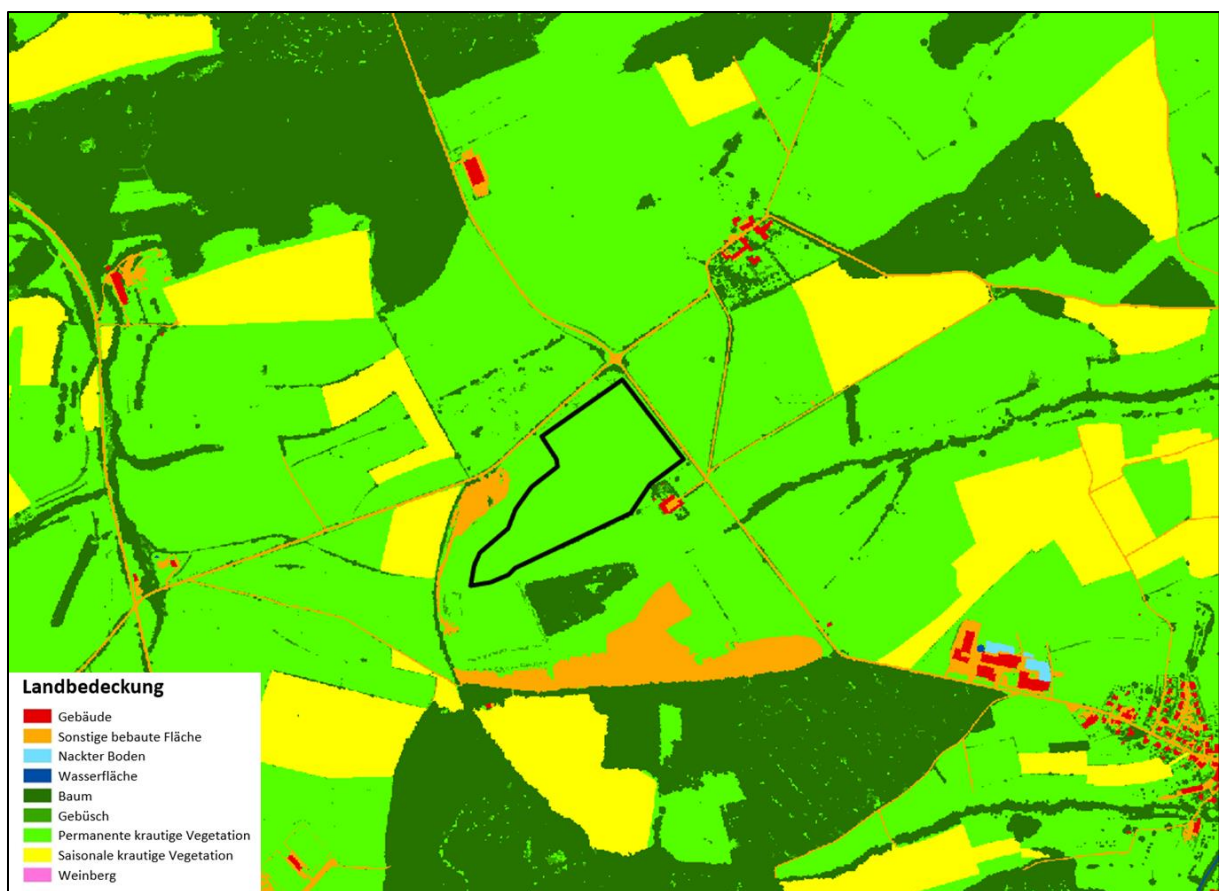 Landbedeckung
Gebäude
Sonstige bebaute Fläche
Nackter Boden
Wasserfläche
Baum
Gebüsch
Permanente krautige Vegetation
Saisonale krautige Vegetation
Weinberg